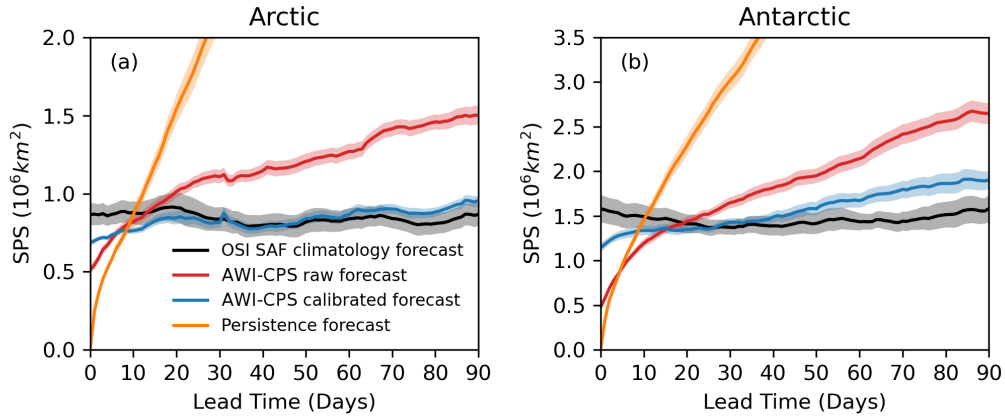 Arctic
Antarctic
(a)
(b)
SPS (10⁶km²)
2.0
1.5
1.0
0.5
0.0
OSI SAF climatology forecast
AWI-CPS raw forecast
AWI-CPS calibrated forecast
Persistence forecast
0 10 20 30 40 50 60 70 80 90
Lead Time (Days)
SPS (10⁶km²)
3.5
3.0
2.5
2.0
1.5
1.0
0.5
0.0
0 10 20 30 40 50 60 70 80 90
Lead Time (Days)